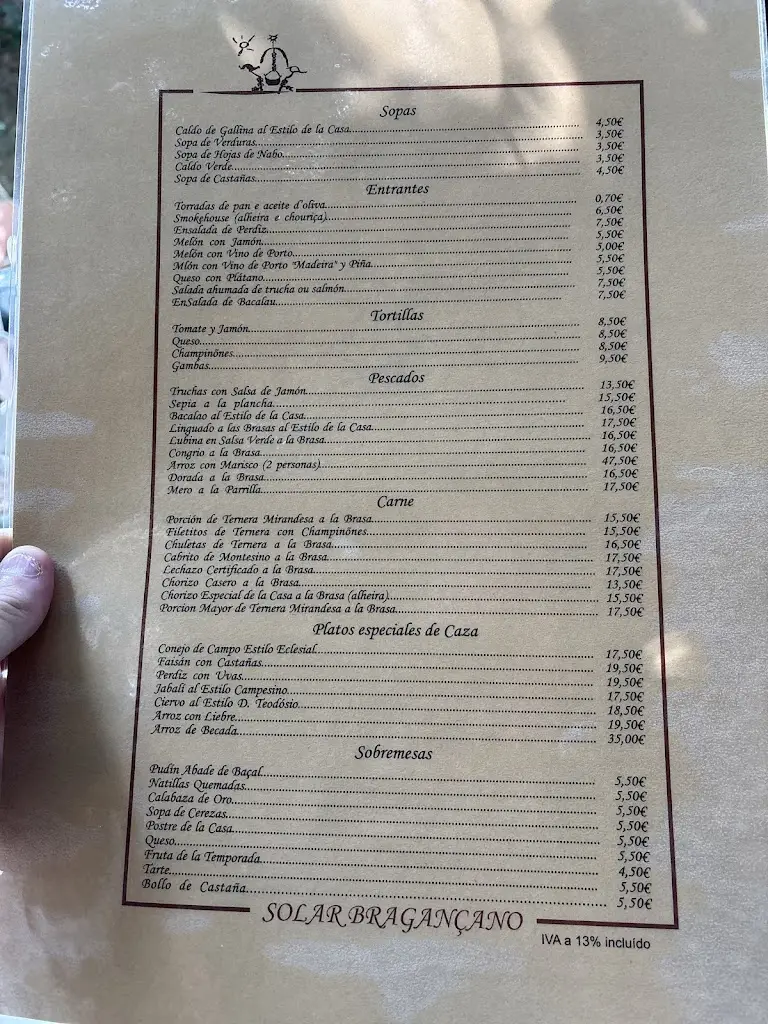 Sopas
Caldo de Gallina al Estilo de la Casa 4,50€
Sopa de Verduras 3,50€
Sopa de Hojas de Nabo 3,50€
Caldo Verde 3,50€
Sopa de Castañas 4,50€
Entrantes
Torradas de pan e aceite d'oliva 0,70€
Smokehouse (alheira e chouriça) 6,50€
Ensalada de Perdiz 7,50€
Melón con Jamón 5,50€
Melón con Vino de Porto 5,00€
Mlón con Vino de Porto "Madeira" y Piña 5,50€
Queso con Plátano 5,50€
Salada ahumada de trucha ou salmón 7,50€
EnSalada de Bacalau 7,50€
Tortillas
Tomate y Jamón 8,50€
Queso 8,50€
Champinônes 8,50€
Gambas 9,50€
Pescados
Truchas con Salsa de Jamón 13,50€
Sepia a la plancha 15,50€
Bacalao al Estilo de la Casa 16,50€
Linguado a las Brasas al Estilo de la Casa 17,50€
Lubina en Salsa Verde a la Brasa 16,50€
Congrio a la Brasa 16,50€
Arroz con Marisco (2 personas) 47,50€
Dorada a la Brasa 16,50€
Mero a la Parrilla 17,50€
Carne
Porción de Ternera Mirandesa a la Brasa 15,50€
Filetitos de Ternera con Champinônes 15,50€
Chuletas de Ternera a la Brasa 16,50€
Cabrito de Montesino a la Brasa 17,50€
Lechazo Certificado a la Brasa 17,50€
Chorizo Casero a la Brasa 13,50€
Chorizo Especial de la Casa a la Brasa (alheira) 15,50€
Porcion Mayor de Ternera Mirandesa a la Brasa 17,50€
Platos especiales de Caza
Conejo de Campo Estilo Eclesial 17,50€
Faisán con Castañas 19,50€
Perdiz con Uvas 19,50€
Jabalí al Estilo Campesino 17,50€
Ciervo al Estilo D. Teodósio 18,50€
Arroz con Liebre 19,50€
Arroz de Becada 35,00€
Sobremesas
Pudín Abade de Baçal 5,50€
Natillas Quemadas 5,50€
Calabaza de Oro 5,50€
Sopa de Cerezas 5,50€
Postre de la Casa 5,50€
Queso 5,50€
Fruta de la Temporada 4,50€
Tarte 5,50€
Bollo de Castaña 5,50€
SOLAR BRAGANÇANO
IVA a 13% incluído